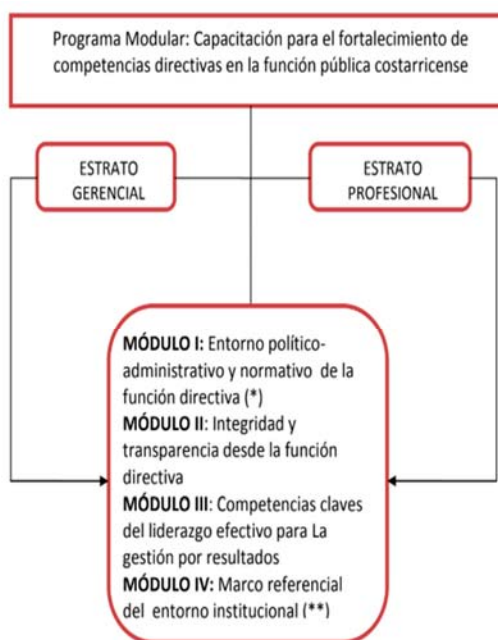 Programa Modular: Capacitación para el fortalecimiento de
competencias directivas en la función pública costarricense
ESTRATO
GERENCIAL
ESTRATO
PROFESIONAL
MÓDULO I: Entorno político-
administrativo y normativo de la
función directiva (*)
MÓDULO II: Integridad y
transparencia desde la función
directiva
MÓDULO III: Competencias claves
del liderazgo efectivo para La
gestión por resultados
MÓDULO IV: Marco referencial
del entorno institucional (**)